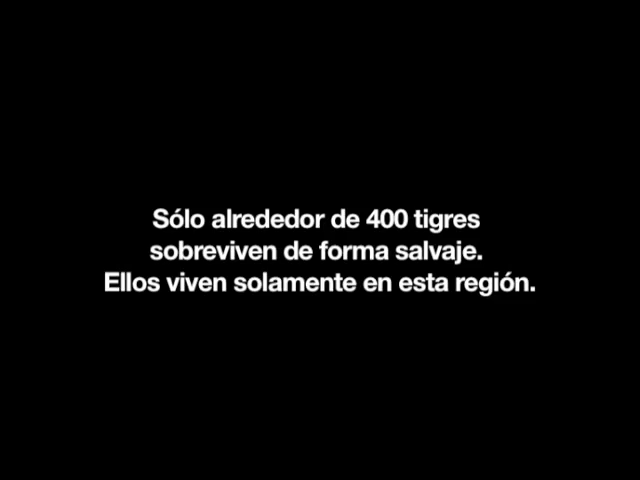 Sólo alrededor de 400 tigres
sobreviven de forma salvaje.
Ellos viven solamente en esta región.